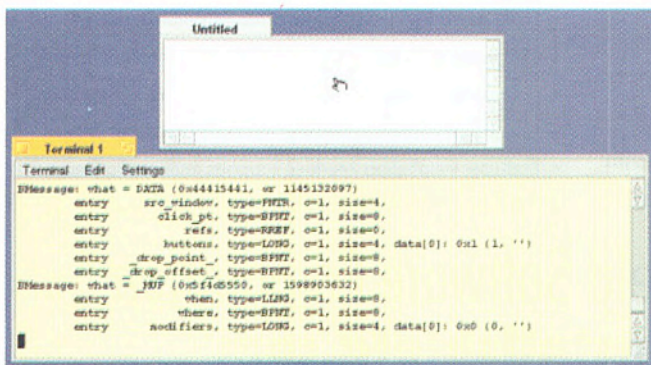 Untitled
Terminal 1
Terminal Edit Settings
BMessage: what = DATA (0x44415441, or 1145132097)
entry src_window, type=PNTR, c=1, size=4,
entry click_pt, type=BPNT, c=1, size=8,
entry refs, type=RREF, c=1, size=0,
entry buttons, type=LONG, c=1, size=4, data[0]: 0x1 (1, '')
entry _drop_point_, type=BPNT, c=1, size=8,
entry _drop_offset_, type=BPNT, c=1, size=8,
BMessage: what = _MUP (0x5f4d5550, or 1598903632)
entry when, type=LLNG, c=1, size=8,
entry where, type=BPNT, c=1, size=8,
entry modifiers, type=LONG, c=1, size=4, data[0]: 0x0 (0, '')